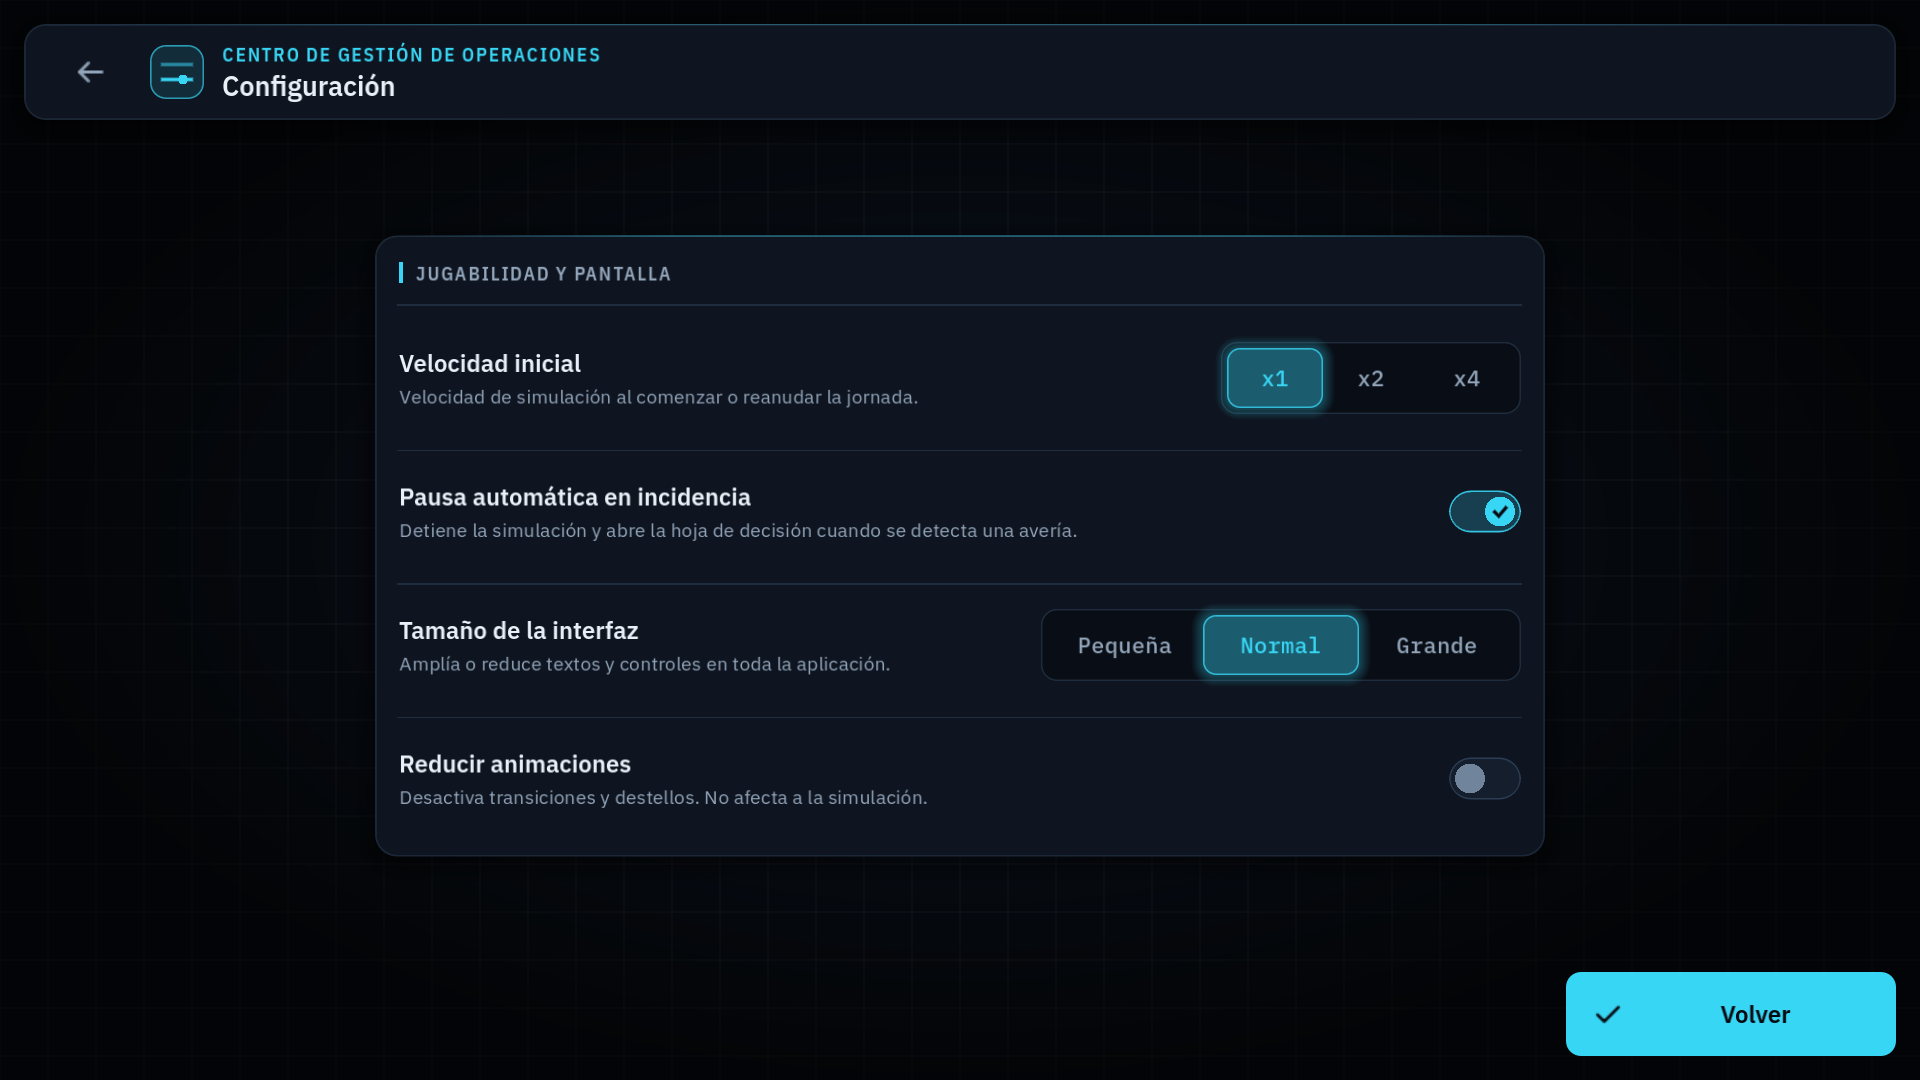 CENTRO DE GESTIÓN DE OPERACIONES
Configuración
JUGABILIDAD Y PANTALLA
Velocidad inicial
Velocidad de simulación al comenzar o reanudar la jornada.
x1 x2 x4
Pausa automática en incidencia
Detiene la simulación y abre la hoja de decisión cuando se detecta una avería.
Tamaño de la interfaz
Amplía o reduce textos y controles en toda la aplicación.
Pequeña Normal Grande
Reducir animaciones
Desactiva transiciones y destellos. No afecta a la simulación.
Volver